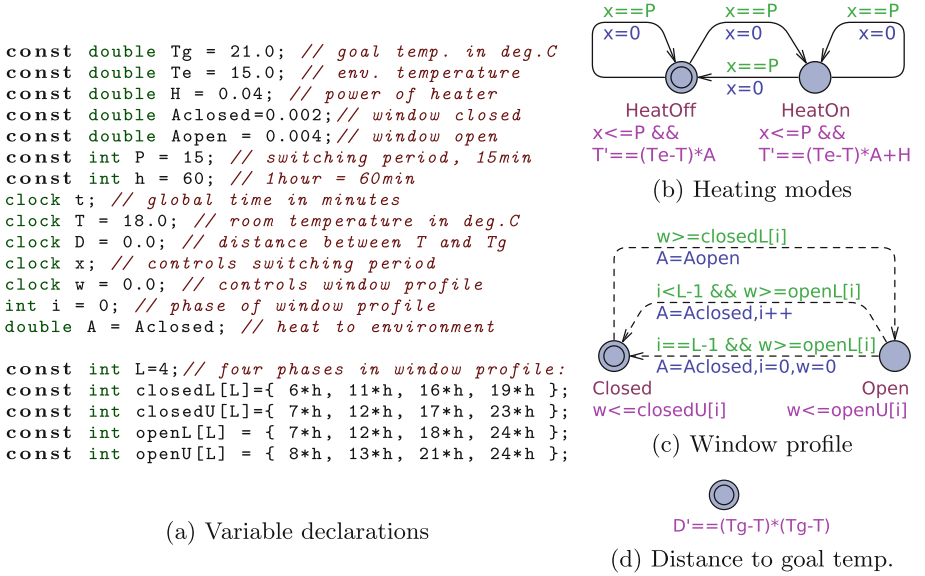 const double Tg = 21.0; // goal temp. in deg.C
const double Te = 15.0; // env. temperature
const double H = 0.04; // power of heater
const double Aclosed=0.002;// window closed
const double Aopen = 0.004;// window open
const int P = 15; // switching period, 15min
const int h = 60; // 1hour = 60min
clock t; // global time in minutes
clock T = 18.0; // room temperature in deg.C
clock D = 0.0; // distance between T and Tg
clock x; // controls switching period
clock w = 0.0; // controls window profile
int i = 0; // phase of window profile
double A = Aclosed; // heat to environment
const int L=4;// four phases in window profile:
const int closedL[L]={ 6*h, 11*h, 16*h, 19*h };
const int closedU[L]={ 7*h, 12*h, 17*h, 23*h };
const int openL[L] = { 7*h, 12*h, 18*h, 24*h };
const int openU[L] = { 8*h, 13*h, 21*h, 24*h };
(a) Variable declarations
x==P
x=0
x==P
x=0
x==P
x=0
x==P
x=0
HeatOff
x<=P &&
T'==(Te-T)*A
HeatOn
x<=P &&
T'==(Te-T)*A+H
(b) Heating modes
w>=closedL[i]
A=Aopen
i<L-1 && w>=openL[i]
A=Aclosed,i++
i==L-1 && w>=openL[i]
A=Aclosed,i=0,w=0
Closed
w<=closedU[i]
Open
w<=openU[i]
(c) Window profile
D'==(Tg-T)*(Tg-T)
(d) Distance to goal temp.